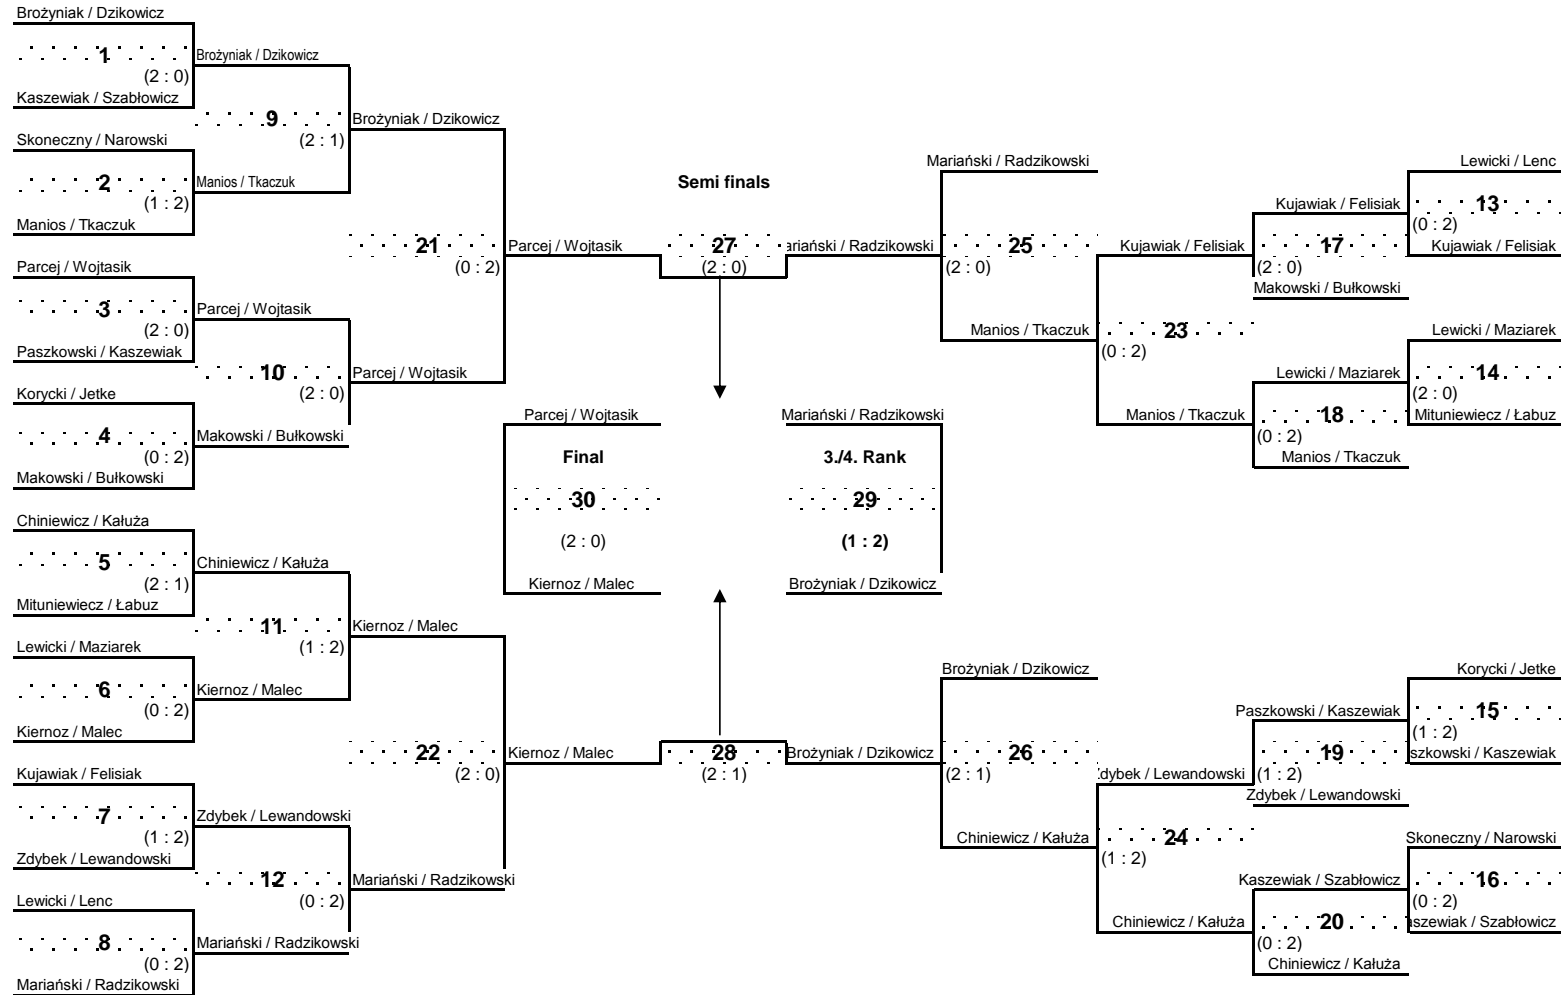 Brożyniak / Dzikowicz
1
(2 : 0)
Kaszewiak / Szabłowicz
Brożyniak / Dzikowicz
9
(2 : 1)
Skoneczny / Narowski
2
(1 : 2)
Manios / Tkaczuk
Manios / Tkaczuk
Brożyniak / Dzikowicz
21
(0 : 2)
Parcej / Wojtasik
3
(2 : 0)
Paszkowski / Kaszewiak
Parcej / Wojtasik
10
(2 : 0)
Korycki / Jetke
4
(0 : 2)
Makowski / Bułkowski
Makowski / Bułkowski
Parcej / Wojtasik
Parcej / Wojtasik
Chiniewicz / Kałuża
5
(2 : 1)
Mituniewiecz / Łabuz
Chiniewicz / Kałuża
11
(1 : 2)
Lewicki / Maziarek
6
(0 : 2)
Kiernoz / Malec
Kiernoz / Malec
Kiernoz / Malec
22
(2 : 0)
Kujawiak / Felisiak
7
(1 : 2)
Zdybek / Lewandowski
Zdybek / Lewandowski
12
(0 : 2)
Lewicki / Lenc
8
(0 : 2)
Mariański / Radzikowski
Mariański / Radzikowski
Mariański / Radzikowski
Kiernoz / Malec
Semi finals
27
(2 : 0)
ariański / Radzikowski
Parcej / Wojtasik
Final
30
(2 : 0)
Kiernoz / Malec
Mariański / Radzikowski
3./4. Rank
29
(1 : 2)
Brożyniak / Dzikowicz
28
(2 : 1)
Brożyniak / Dzikowicz
Mariański / Radzikowski
25
(2 : 0)
Manios / Tkaczuk
Kujawiak / Felisiak
23
(0 : 2)
Manios / Tkaczuk
Kujawiak / Felisiak
17
(2 : 0)
Makowski / Bułkowski
Lewicki / Lenc
13
(0 : 2)
Kujawiak / Felisiak
Lewicki / Maziarek
18
(0 : 2)
Manios / Tkaczuk
Lewicki / Maziarek
14
(2 : 0)
Mituniewiecz / Łabuz
Brożyniak / Dzikowicz
26
(2 : 1)
Chiniewicz / Kałuża
Zdybek / Lewandowski
24
(1 : 2)
Chiniewicz / Kałuża
Paszkowski / Kaszewiak
19
(1 : 2)
Zdybek / Lewandowski
Korycki / Jetke
15
(1 : 2)
szkowski / Kaszewiak
Kaszewiak / Szabłowicz
20
(0 : 2)
Chiniewicz / Kałuża
Skoneczny / Narowski
16
(0 : 2)
aszewiak / Szabłowicz